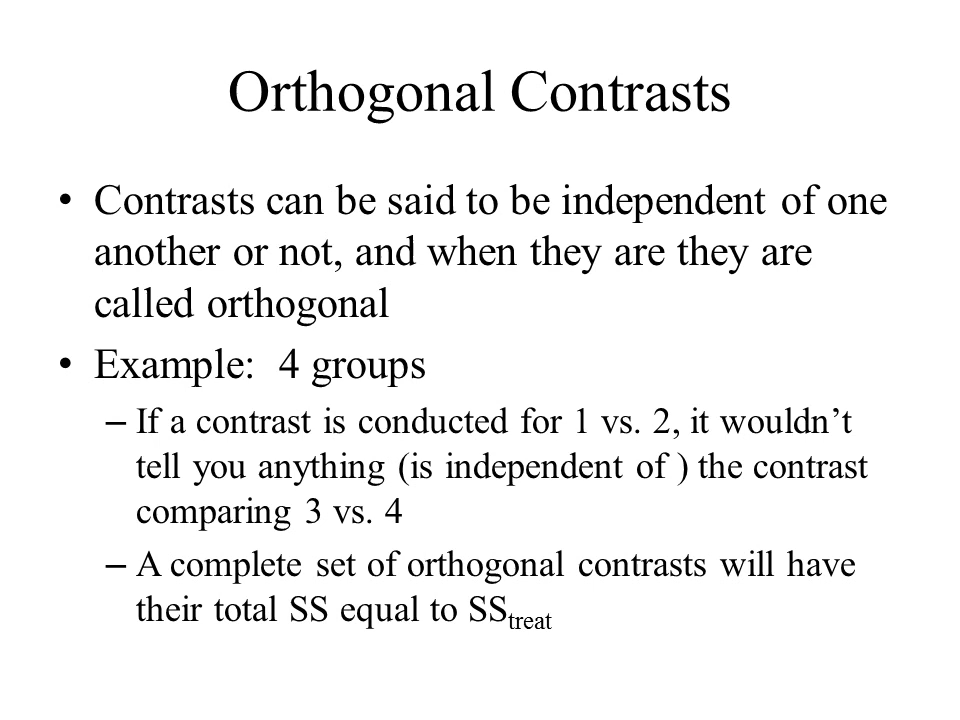 Orthogonal Contrasts
• Contrasts can be said to be independent of one
another or not, and when they are they are
called orthogonal
• Example:  4 groups
– If a contrast is conducted for 1 vs. 2, it wouldn’t
tell you anything (is independent of ) the contrast
comparing 3 vs. 4
– A complete set of orthogonal contrasts will have
their total SS equal to SStreat